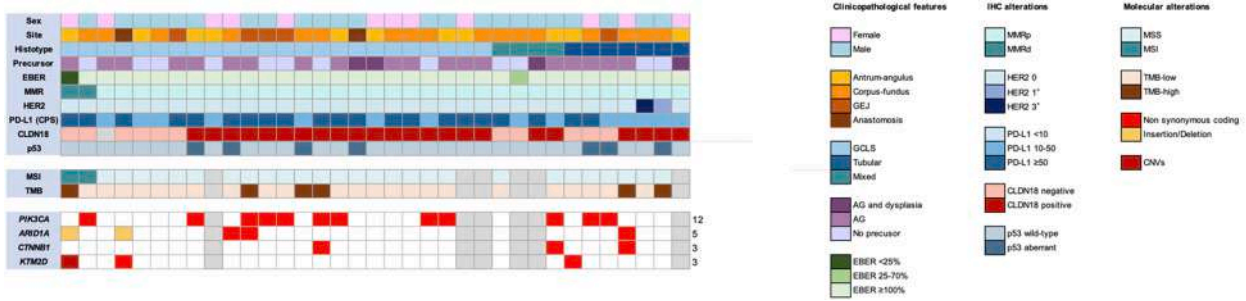 Clinicopathological features
IHC alterations
Molecular alterations
Sex
Site
Histotype
Precursor
EBER
MMR
HER2
PD-L1 (CPS)
CLDN18
p53
MSI
TMB
PIK3CA 12
ARID1A 5
CTNNB1 3
KTM2D 3
Female
Male
Antrum-angulus
Corpus-fundus
GEJ
Anastomosis
GCLS
Tubular
Mixed
AG and dysplasia
AG
No precusor
EBER <25%
EBER 25-70%
EBER ≥100%
MMRp
MMRd
HER2 0
HER2 1+
HER2 3+
PD-L1 <10
PD-L1 10-50
PD-L1 ≥50
CLDN18 negative
CLDN18 positive
p53 wild-type
p53 aberrant
MSS
MSI
TMB-low
TMB-high
Non synonymous coding
Insertion/Deletion
CNVs